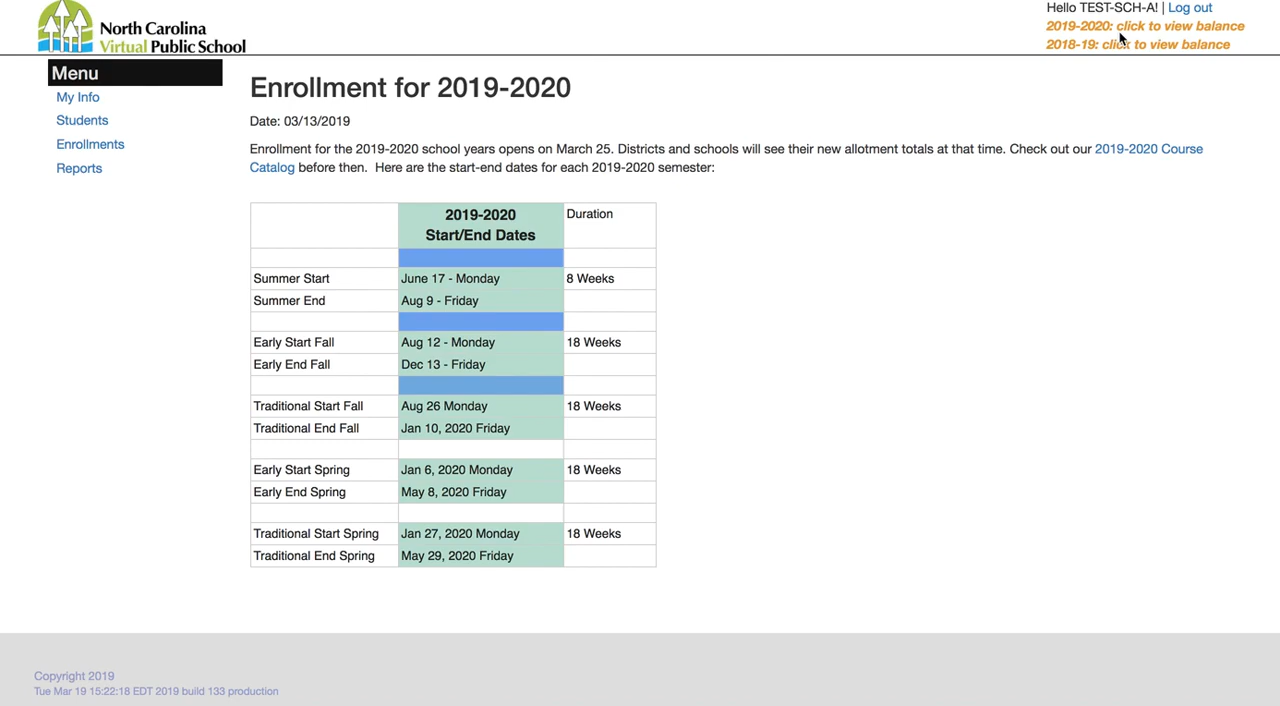 North Carolina
Virtual Public School
Hello TEST-SCH-A! | Log out
2019-2020: click to view balance
2018-19: click to view balance
Menu
My Info
Students
Enrollments
Reports
Enrollment for 2019-2020
Date: 03/13/2019
Enrollment for the 2019-2020 school years opens on March 25. Districts and schools will see their new allotment totals at that time. Check out our 2019-2020 Course
Catalog before then. Here are the start-end dates for each 2019-2020 semester:
2019-2020 Duration
Start/End Dates
Summer Start June 17 - Monday 8 Weeks
Summer End Aug 9 - Friday
Early Start Fall Aug 12 - Monday 18 Weeks
Early End Fall Dec 13 - Friday
Traditional Start Fall Aug 26 Monday 18 Weeks
Traditional End Fall Jan 10, 2020 Friday
Early Start Spring Jan 6, 2020 Monday 18 Weeks
Early End Spring May 8, 2020 Friday
Traditional Start Spring Jan 27, 2020 Monday 18 Weeks
Traditional End Spring May 29, 2020 Friday
Copyright 2019
Tue Mar 19 15:22:18 EDT 2019 build 133 production